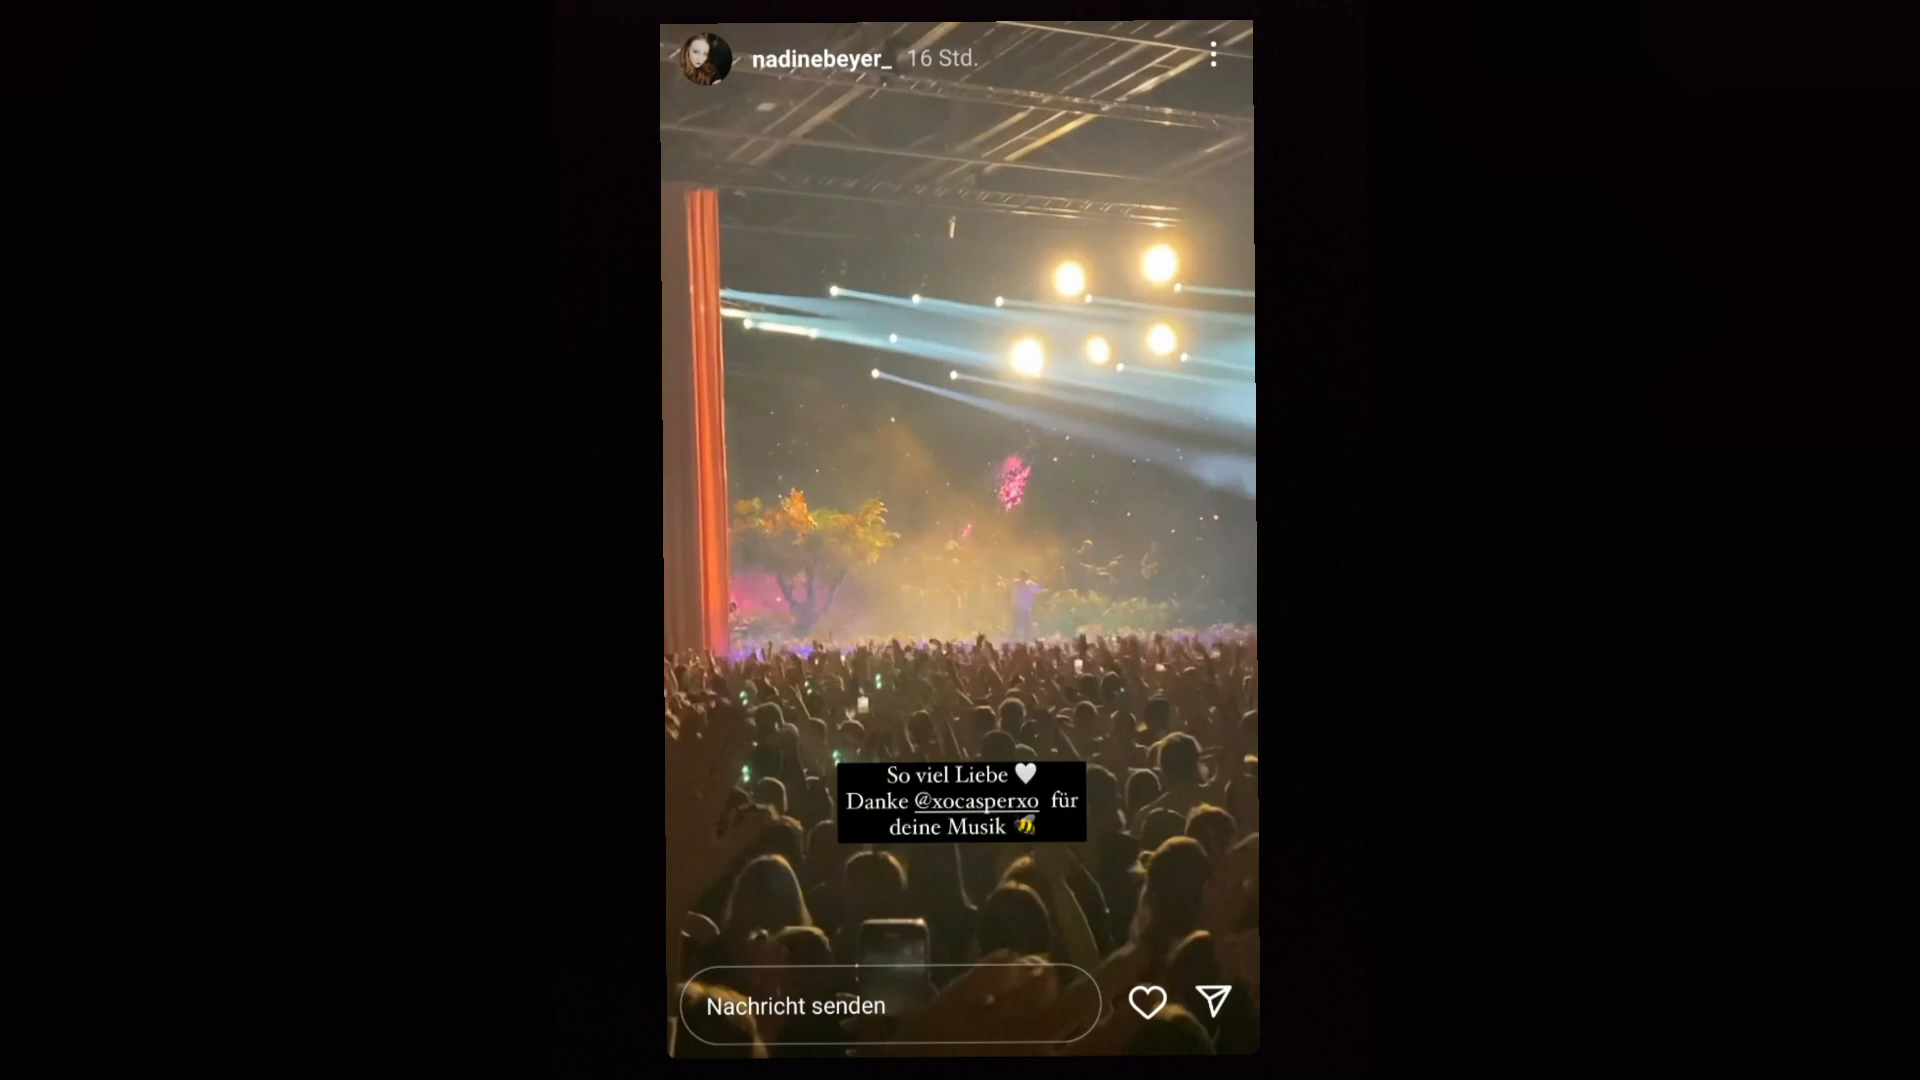 nadinebeyer_ 16 Std.
So viel Liebe 🤍
Danke @xocasperxo für
deine Musik 🐝
Nachricht senden